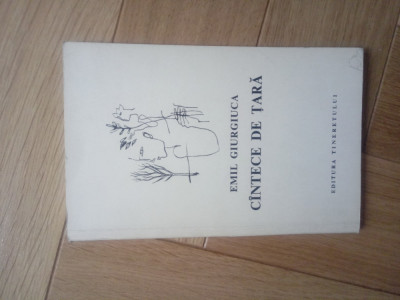 EMIL GIURGIUCA
CÎNTECE DE ȚARĂ
EDITURA TINERETULUI